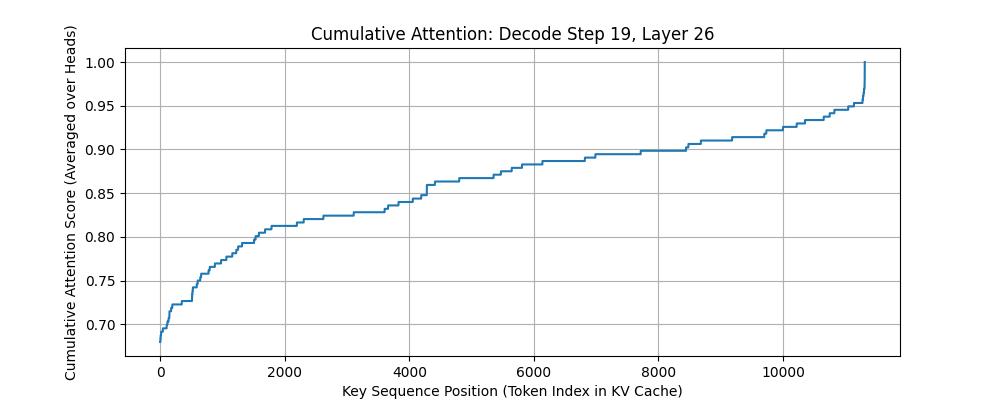 Cumulative Attention: Decode Step 19, Layer 26
Cumulative Attention Score (Averaged over Heads)
1.00
0.95
0.90
0.85
0.80
0.75
0.70
0 2000 4000 6000 8000 10000
Key Sequence Position (Token Index in KV Cache)